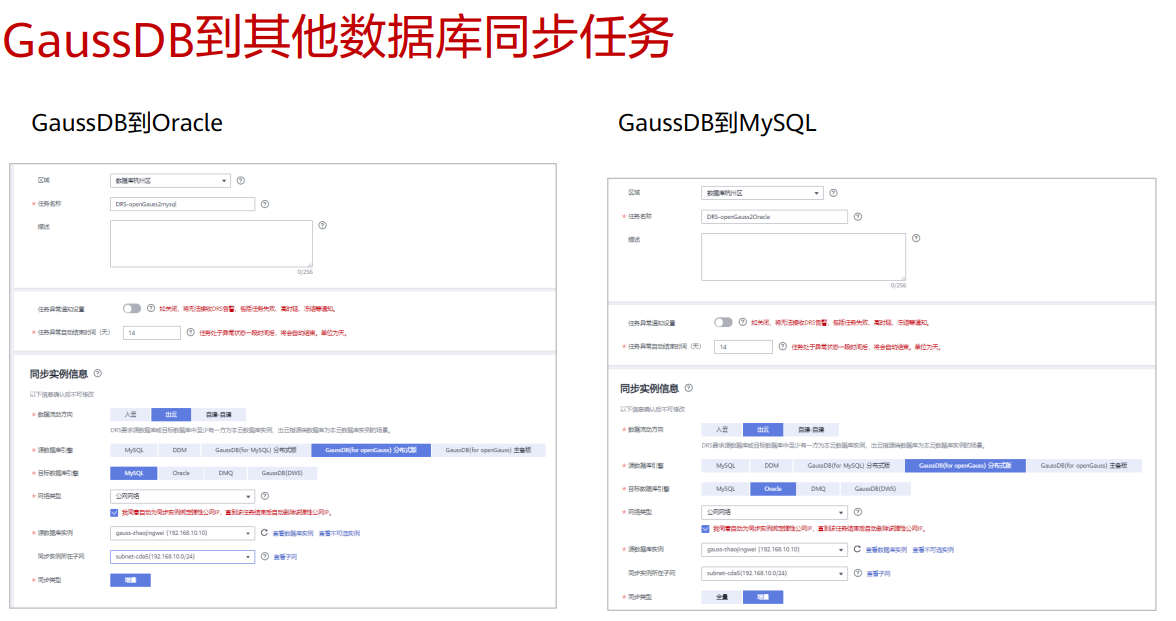 GaussDB到其他数据库同步任务
GaussDB到Oracle
区域 数据库杭州区
* 任务名称 DRS-openGauss2mysql
描述
0/256
任务异常通知设置 如关闭，将无法接收DRS告警，包括任务失败、高时延、冻结等通知。
* 任务异常自动结束时间（天） 14 任务处于异常状态一段时间后，将会自动结束。单位为天。
同步实例信息
以下信息确认后不可修改
* 数据流动方向 入云 出云 自建-自建
DRS要求源数据库或目标数据库中至少有一方为本云数据库实例，出云指源端数据库为本云数据库实例的场景。
* 源数据库引擎 MySQL DDM GaussDB(for MySQL) 分布式版 GaussDB(for openGauss) 分布式版 GaussDB(for openGauss) 主备版
* 目标数据库引擎 MySQL Oracle DMQ GaussDB(DWS)
* 网络类型 公网网络
我同意自动为同步实例绑定弹性公网IP，直到该任务结束后自动删除该弹性公网IP。
* 源数据库实例 gauss-zhaojingwei (192.168.10.10) 查看数据库实例 查看不可选实例
同步实例所在子网 subnet-cda5(192.168.10.0/24) 查看子网
* 同步类型 增量
GaussDB到MySQL
区域 数据库杭州区
* 任务名称 DRS-openGauss2Oracle
描述
0/256
任务异常通知设置 如关闭，将无法接收DRS告警，包括任务失败、高时延、冻结等通知。
* 任务异常自动结束时间（天） 14 任务处于异常状态一段时间后，将会自动结束。单位为天。
同步实例信息
以下信息确认后不可修改
* 数据流动方向 入云 出云 自建-自建
DRS要求源数据库或目标数据库中至少有一方为本云数据库实例，出云指源端数据库为本云数据库实例的场景。
* 源数据库引擎 MySQL DDM GaussDB(for MySQL) 分布式版 GaussDB(for openGauss) 分布式版 GaussDB(for openGauss) 主备版
* 目标数据库引擎 MySQL Oracle DMQ GaussDB(DWS)
* 网络类型 公网网络
我同意自动为同步实例绑定弹性公网IP，直到该任务结束后自动删除该弹性公网IP。
* 源数据库实例 gauss-zhaojingwei (192.168.10.10) 查看数据库实例 查看不可选实例
同步实例所在子网 subnet-cda5(192.168.10.0/24) 查看子网
* 同步类型 全量 增量